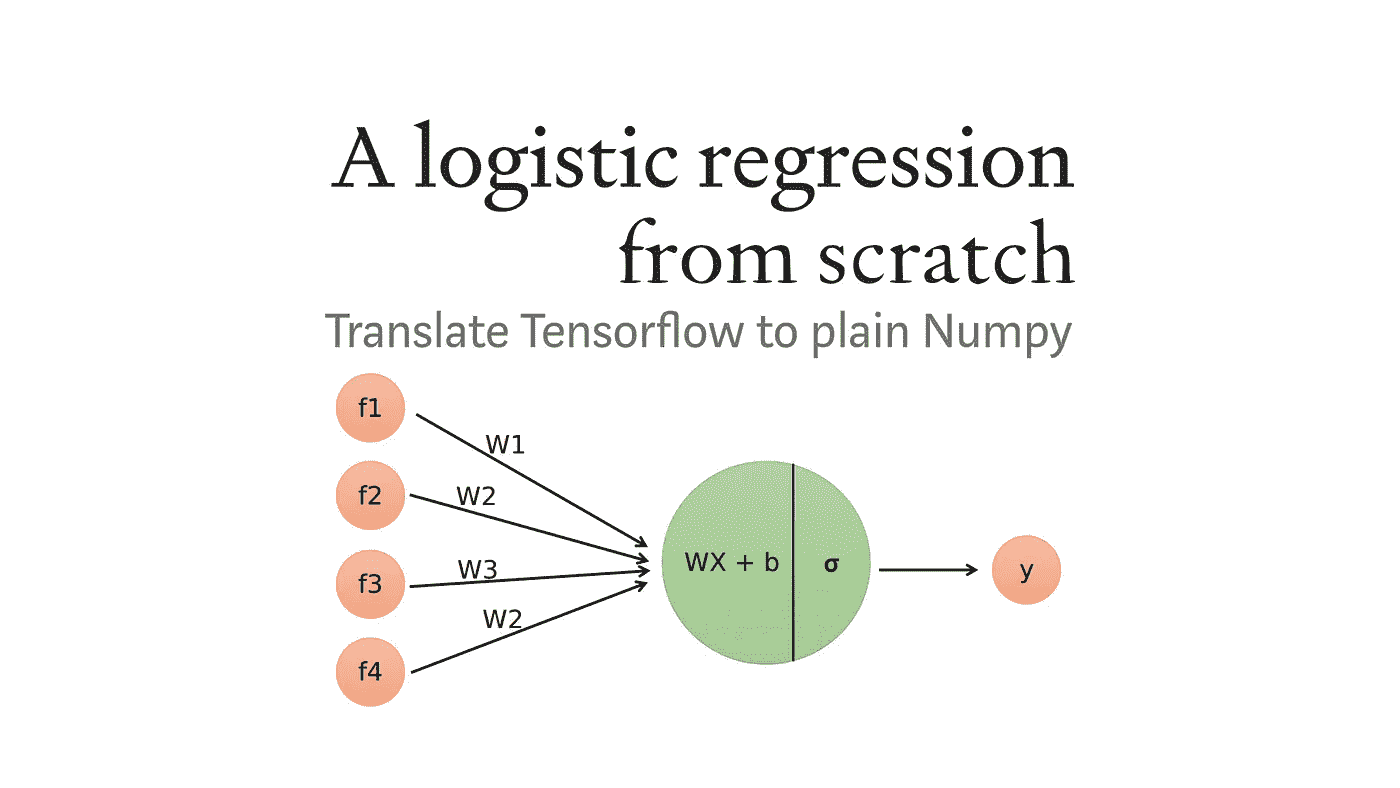 A logistic regression
from scratch
Translate Tensorflow to plain Numpy
f1
W1
f2
W2
f3
W3
WX + b
σ
y
W2
f4